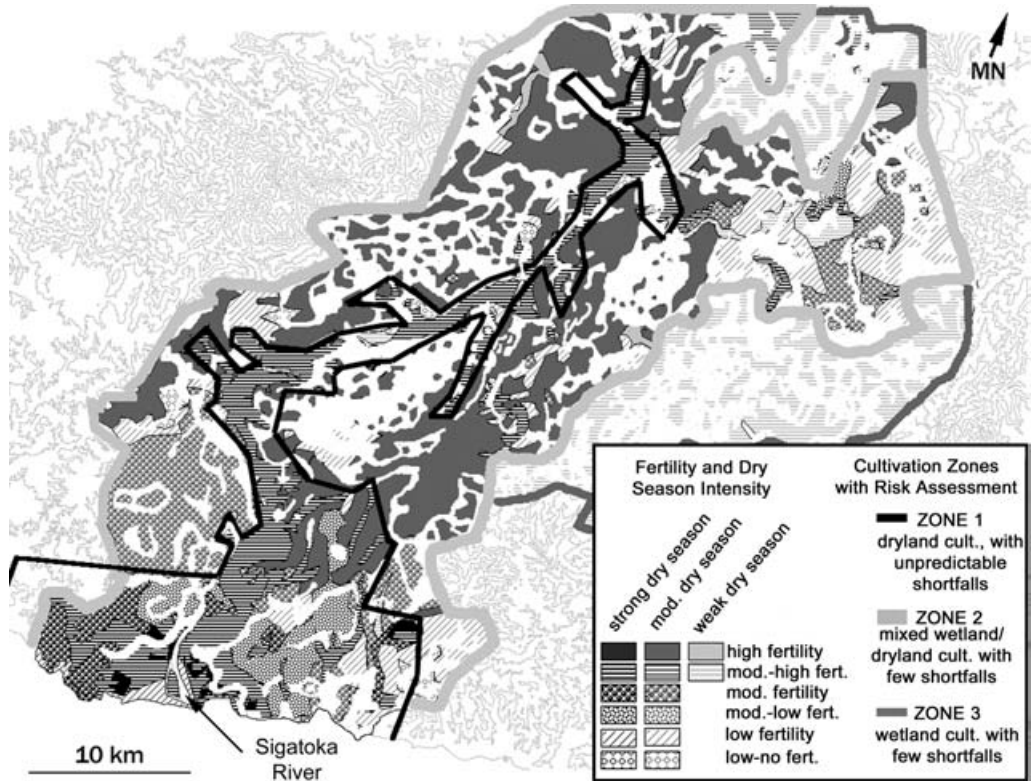 MN
Fertility and Dry
Season Intensity
strong dry season
mod. dry season
weak dry season
high fertility
mod.-high fert.
mod. fertility
mod.-low fert.
low fertility
low-no fert.
Cultivation Zones
with Risk Assessment
ZONE 1
dryland cult., with
unpredictable
shortfalls
ZONE 2
mixed wetland/
dryland cult. with
few shortfalls
ZONE 3
wetland cult. with
few shortfalls
10 km
Sigatoka
River